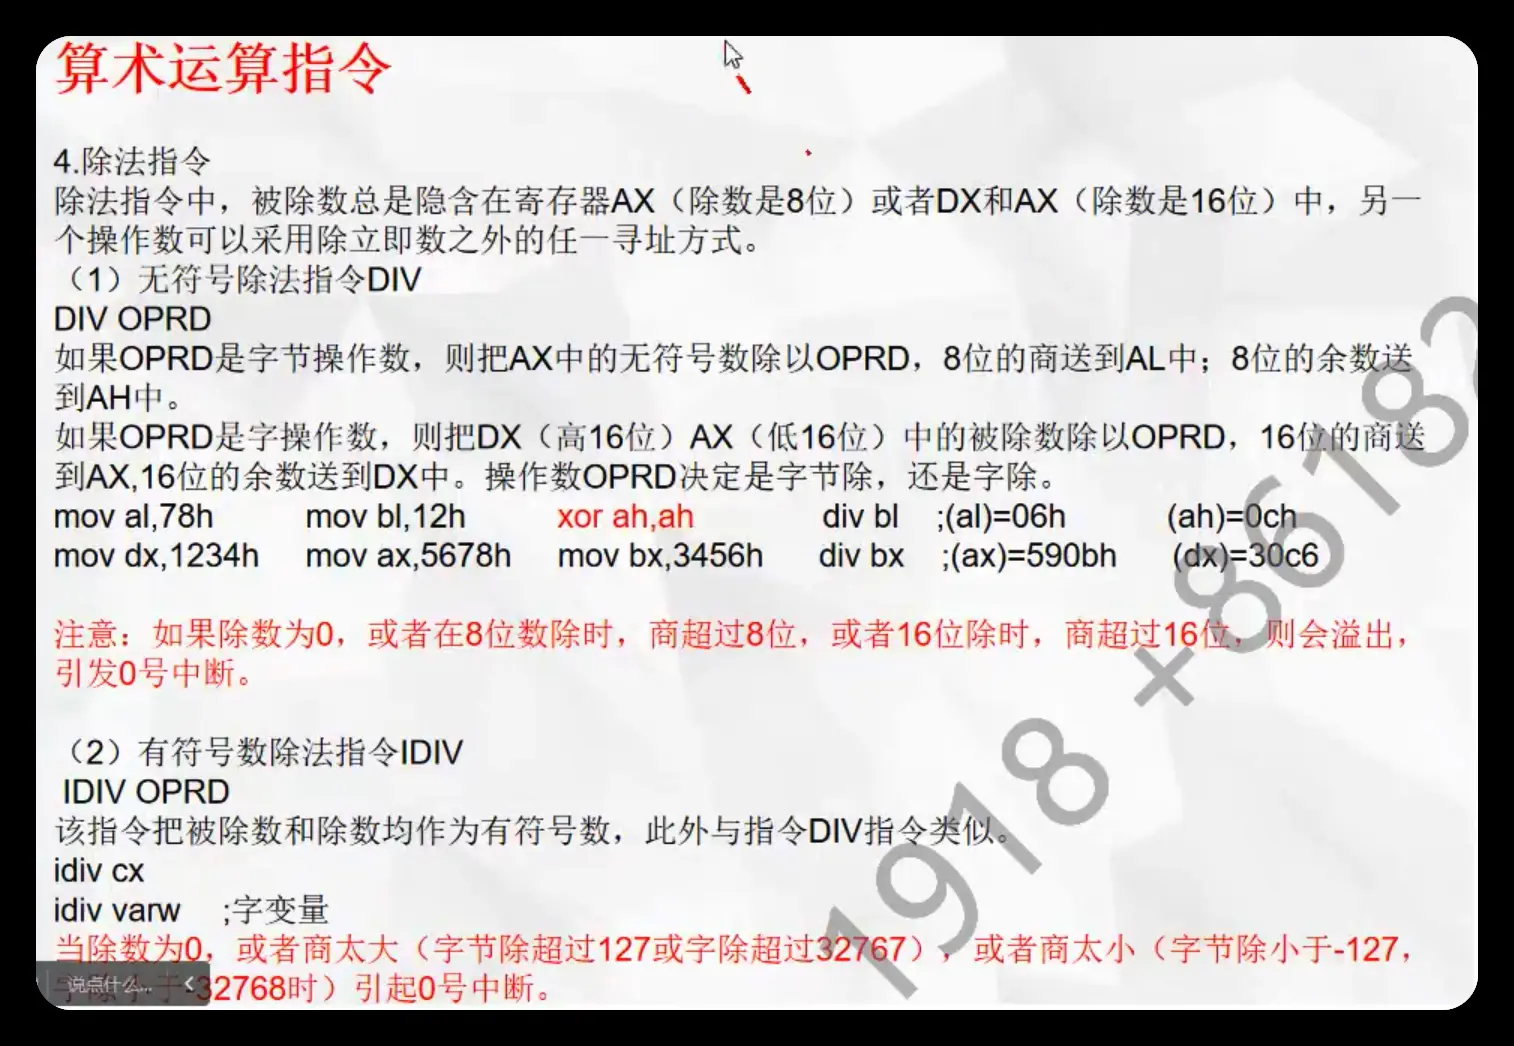 算术运算指令
4.除法指令
除法指令中，被除数总是隐含在寄存器AX（除数是8位）或者DX和AX（除数是16位）中，另一
个操作数可以采用除立即数之外的任一寻址方式。
（1）无符号除法指令DIV
DIV OPRD
如果OPRD是字节操作数，则把AX中的无符号数除以OPRD，8位的商送到AL中；8位的余数送
到AH中。
如果OPRD是字操作数，则把DX（高16位）AX（低16位）中的被除数除以OPRD，16位的商送
到AX,16位的余数送到DX中。操作数OPRD决定是字节除，还是字除。
mov al,78h mov bl,12h xor ah,ah div bl ;(al)=06h (ah)=0ch
mov dx,1234h mov ax,5678h mov bx,3456h div bx ;(ax)=590bh (dx)=30c6
注意：如果除数为0，或者在8位数除时，商超过8位，或者16位除时，商超过16位，则会溢出，
引发0号中断。
（2）有符号数除法指令IDIV
IDIV OPRD
该指令把被除数和除数均作为有符号数，此外与指令DIV指令类似。
idiv cx
idiv varw ;字变量
当除数为0，或者商太大（字节除超过127或字除超过32767），或者商太小（字节除小于-127，
字除小于-32768时）引起0号中断。
说点什么...
1918 +86182